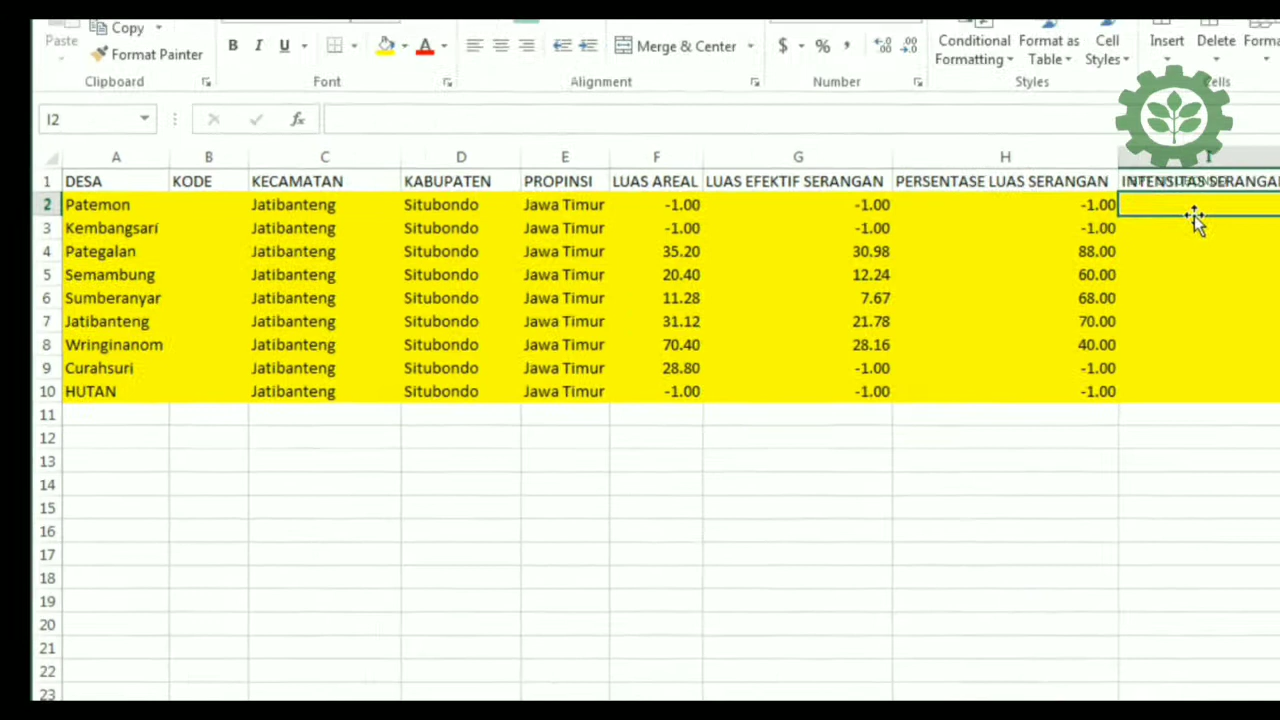 Copy
Paste
Format Painter
B I U A Merge & Center $ % , Conditional Formatting Format as Table Cell Styles Insert Delete
Clipboard Font Alignment Number Styles Cells
I2 fx
A B C D E F G H I
1 DESA KODE KECAMATAN KABUPATEN PROPINSI LUAS AREAL LUAS EFEKTIF SERANGAN PERSENTASE LUAS SERANGAN INTENSITAS SERANGAN
2 Patemon Jatibanteng Situbondo Jawa Timur -1.00 -1.00 -1.00
3 Kembangsari Jatibanteng Situbondo Jawa Timur -1.00 -1.00 -1.00
4 Pategalan Jatibanteng Situbondo Jawa Timur 35.20 30.98 88.00
5 Semambung Jatibanteng Situbondo Jawa Timur 20.40 12.24 60.00
6 Sumberanyar Jatibanteng Situbondo Jawa Timur 11.28 7.67 68.00
7 Jatibanteng Jatibanteng Situbondo Jawa Timur 31.12 21.78 70.00
8 Wringinanom Jatibanteng Situbondo Jawa Timur 70.40 28.16 40.00
9 Curahsuri Jatibanteng Situbondo Jawa Timur 28.80 -1.00 -1.00
10 HUTAN Jatibanteng Situbondo Jawa Timur -1.00 -1.00 -1.00
11
12
13
14
15
16
17
18
19
20
21
22
23